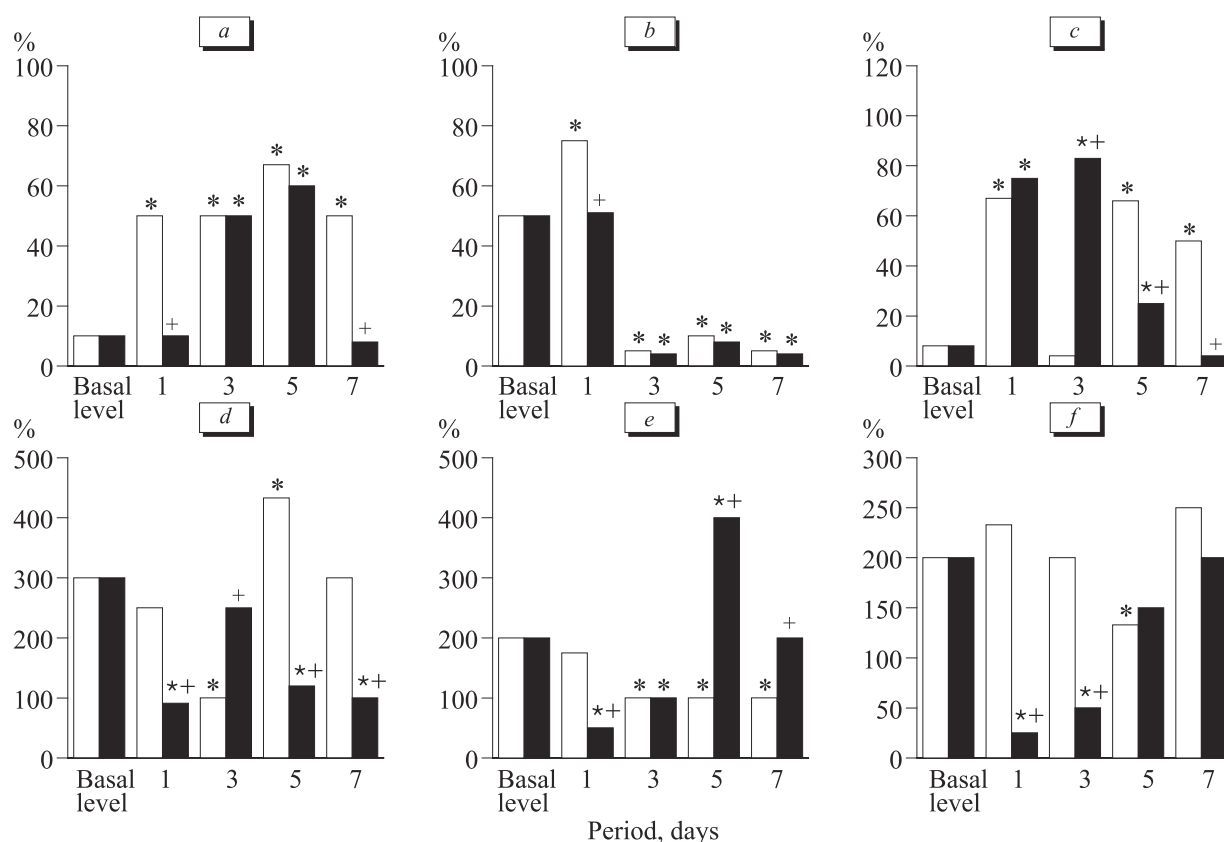 a
%
100
80
60
40
20
0
* + * * * * * +
Basal level 1 3 5 7
b
%
100
80
60
40
20
0
* + * * * * * *
Basal level 1 3 5 7
c
%
120
100
80
60
40
20
0
* * *+ * *+ * +
Basal level 1 3 5 7
d
%
500
400
300
200
100
0
*+ * + * *+ *+
Basal level 1 3 5 7
e
%
500
400
300
200
100
0
*+ * * * *+ * +
Basal level 1 3 5 7
f
%
300
250
200
150
100
50
0
*+ *+ *
Basal level 1 3 5 7
Period, days